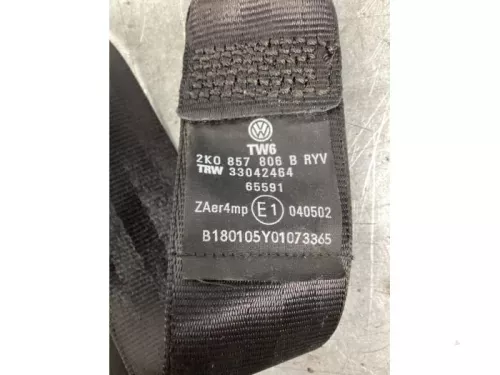 TW6
2K0 857 806 B RYV
TRW 33042464
65591
ZAer4mp E1 040502
B180105Y01073365